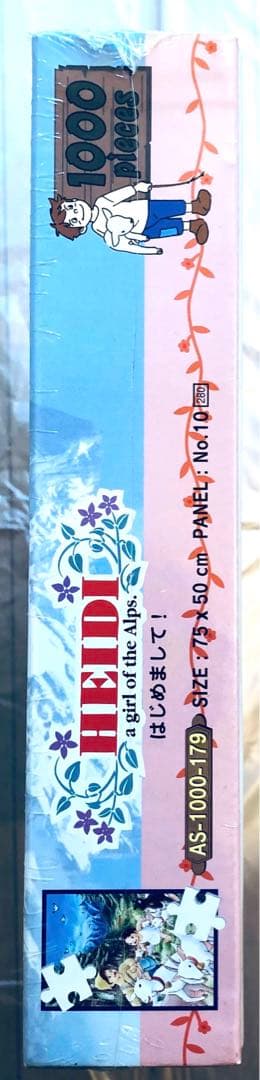 HEIDI
a girl of the Alps.
はじめまして!
AS-1000-179
SIZE : 75 x 50 cm PANEL : No.10 280
1000
pieces